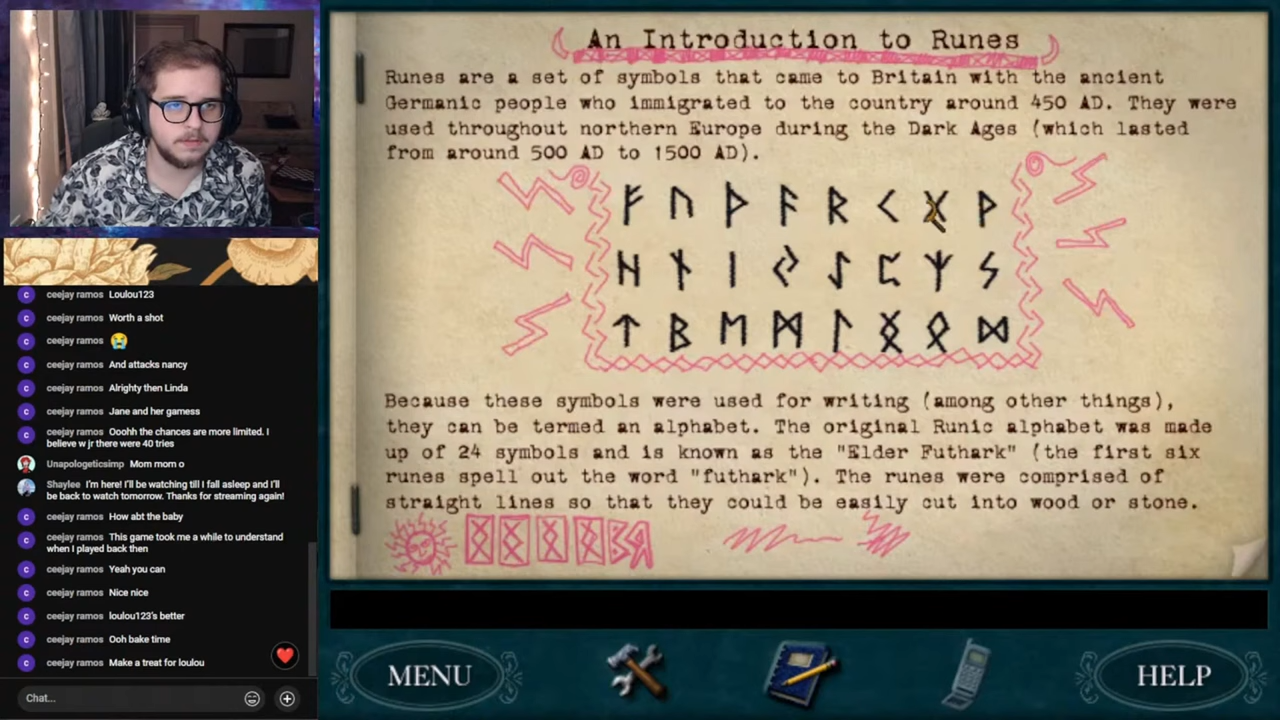 An Introduction to Runes
Runes are a set of symbols that came to Britain with the ancient
Germanic people who immigrated to the country around 450 AD. They were
used throughout northern Europe during the Dark Ages (which lasted
from around 500 AD to 1500 AD).
ᚠ ᚢ ᚦ ᚨ ᚱ ᚲ ᚷ ᚹ
ᚺ ᚾ ᛁ ᛃ ᛇ ᛈ ᛉ ᛊ
ᛏ ᛒ ᛖ ᛗ ᛚ ᛝ ᛟ ᛞ
Because these symbols were used for writing (among other things),
they can be termed an alphabet. The original Runic alphabet was made
up of 24 symbols and is known as the "Elder Futhark" (the first six
runes spell out the word "futhark"). The runes were comprised of
straight lines so that they could be easily cut into wood or stone.
MENU
HELP
c ceejay ramos Loulou123
c ceejay ramos Worth a shot
c ceejay ramos 😭
c ceejay ramos And attacks nancy
c ceejay ramos Alrighty then Linda
c ceejay ramos Jane and her gamess
c ceejay ramos Ooohh the chances are more limited. I
believe w jr there were 40 tries
Unapologeticsimp Mom mom o
Shaylee I'm here! I'll be watching till I fall asleep and I'll
be back to watch tomorrow. Thanks for streaming again!
c ceejay ramos How abt the baby
c ceejay ramos This game took me a while to understand
when I played back then
c ceejay ramos Yeah you can
c ceejay ramos Nice nice
c ceejay ramos loulou123's better
c ceejay ramos Ooh bake time
c ceejay ramos Make a treat for loulou
Chat...